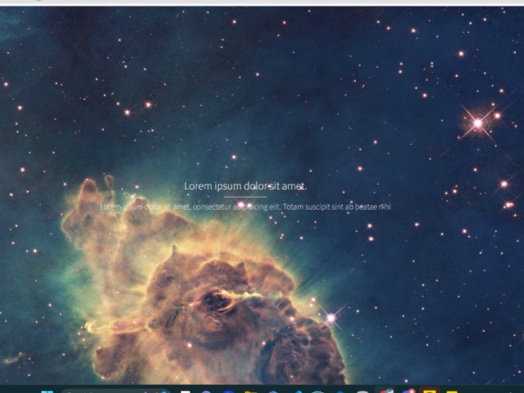 Lorem ipsum dolor sit amet.
Lorem ipsum dolor sit amet, consectetur adipisicing elit. Totam suscipit sint ab beatae nihi